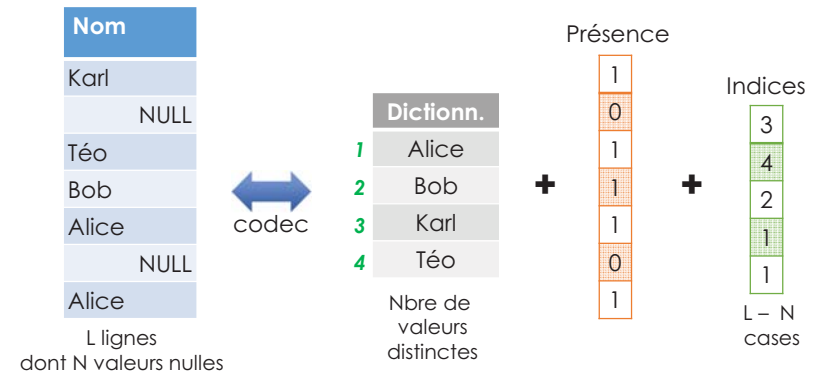 Nom
Karl
NULL
Téo
Bob
Alice
NULL
Alice
L lignes
dont N valeurs nulles
codec
Dictionn.
1 Alice
2 Bob
3 Karl
4 Téo
Nbre de
valeurs
distinctes
+
Présence
1
0
1
1
1
0
1
+
Indices
3
4
2
1
1
L – N
cases